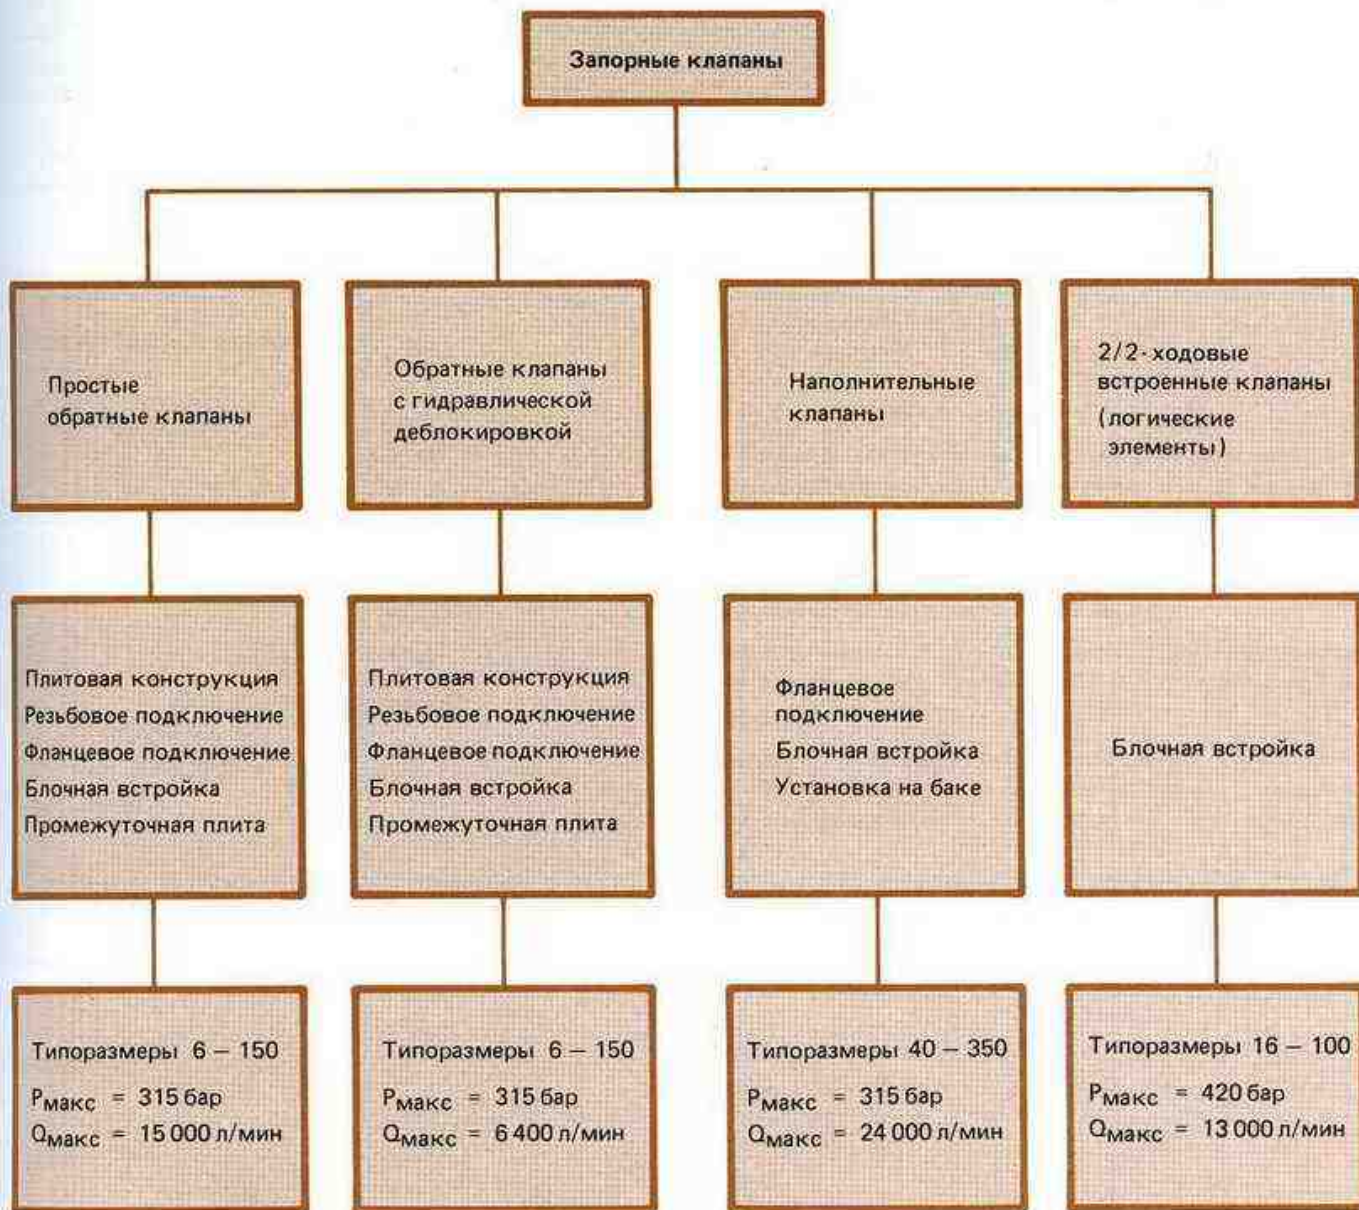 Запорные клапаны
Простые
обратные клапаны
Обратные клапаны
с гидравлической
деблокировкой
Наполнительные
клапаны
2/2-ходовые
встроенные клапаны
(логические
элементы)
Плитовая конструкция
Резьбовое подключение
Фланцевое подключение
Блочная встройка
Промежуточная плита
Плитовая конструкция
Резьбовое подключение
Фланцевое подключение
Блочная встройка
Промежуточная плита
Фланцевое
подключение
Блочная встройка
Установка на баке
Блочная встройка
Типоразмеры 6 – 150
Pмакс = 315 бар
Qмакс = 15 000 л/мин
Типоразмеры 6 – 150
Pмакс = 315 бар
Qмакс = 6 400 л/мин
Типоразмеры 40 – 350
Pмакс = 315 бар
Qмакс = 24 000 л/мин
Типоразмеры 16 – 100
Pмакс = 420 бар
Qмакс = 13 000 л/мин